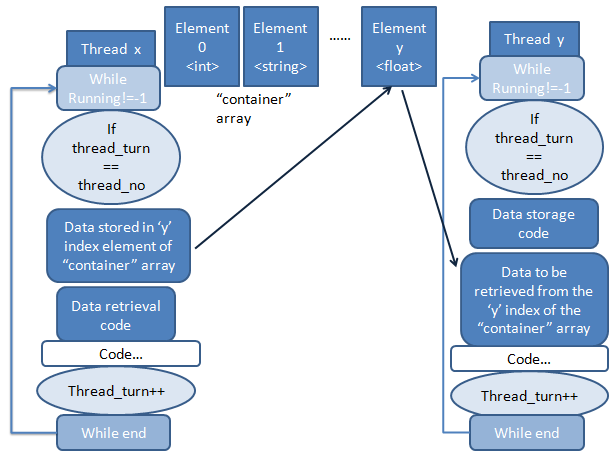 Thread x
While
Running!=-1
If
thread_turn
==
thread_no
Data stored in ‘y’
index element of
“container” array
Data retrieval
code
Code...
Thread_turn++
While end
Element
0
<int>
Element
1
<string>
......
Element
y
<float>
“container”
array
Thread y
While
Running!=-1
If
thread_turn
==
thread_no
Data storage
code
Data to be
retrieved from the
‘y’ index of the
“container” array
Code...
Thread_turn++
While end